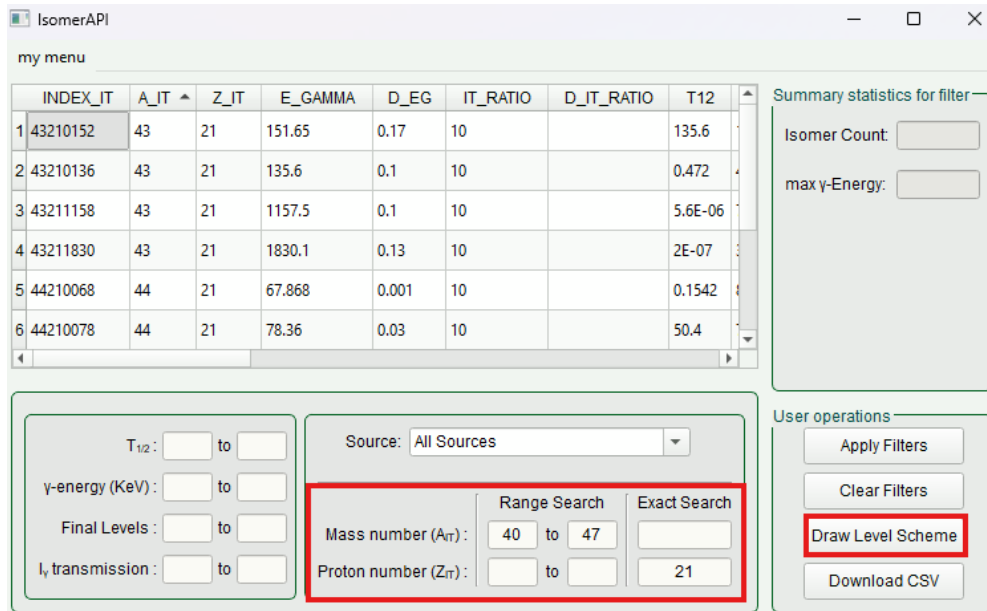 IsomerAPI
my menu
INDEX_IT A_IT Z_IT E_GAMMA D_EG IT_RATIO D_IT_RATIO T12
1 43210152 43 21 151.65 0.17 10 135.6
2 43210136 43 21 135.6 0.1 10 0.472
3 43211158 43 21 1157.5 0.1 10 5.6E-06
4 43211830 43 21 1830.1 0.13 10 2E-07
5 44210068 44 21 67.868 0.001 10 0.1542
6 44210078 44 21 78.36 0.03 10 50.4
Summary statistics for filter
Isomer Count:
max γ-Energy:
T1/2 : to
γ-energy (KeV) : to
Final Levels : to
Iγ transmission : to
Source: All Sources
Range Search Exact Search
Mass number (AIT) : 40 to 47
Proton number (ZIT) : to 21
User operations
Apply Filters
Clear Filters
Draw Level Scheme
Download CSV